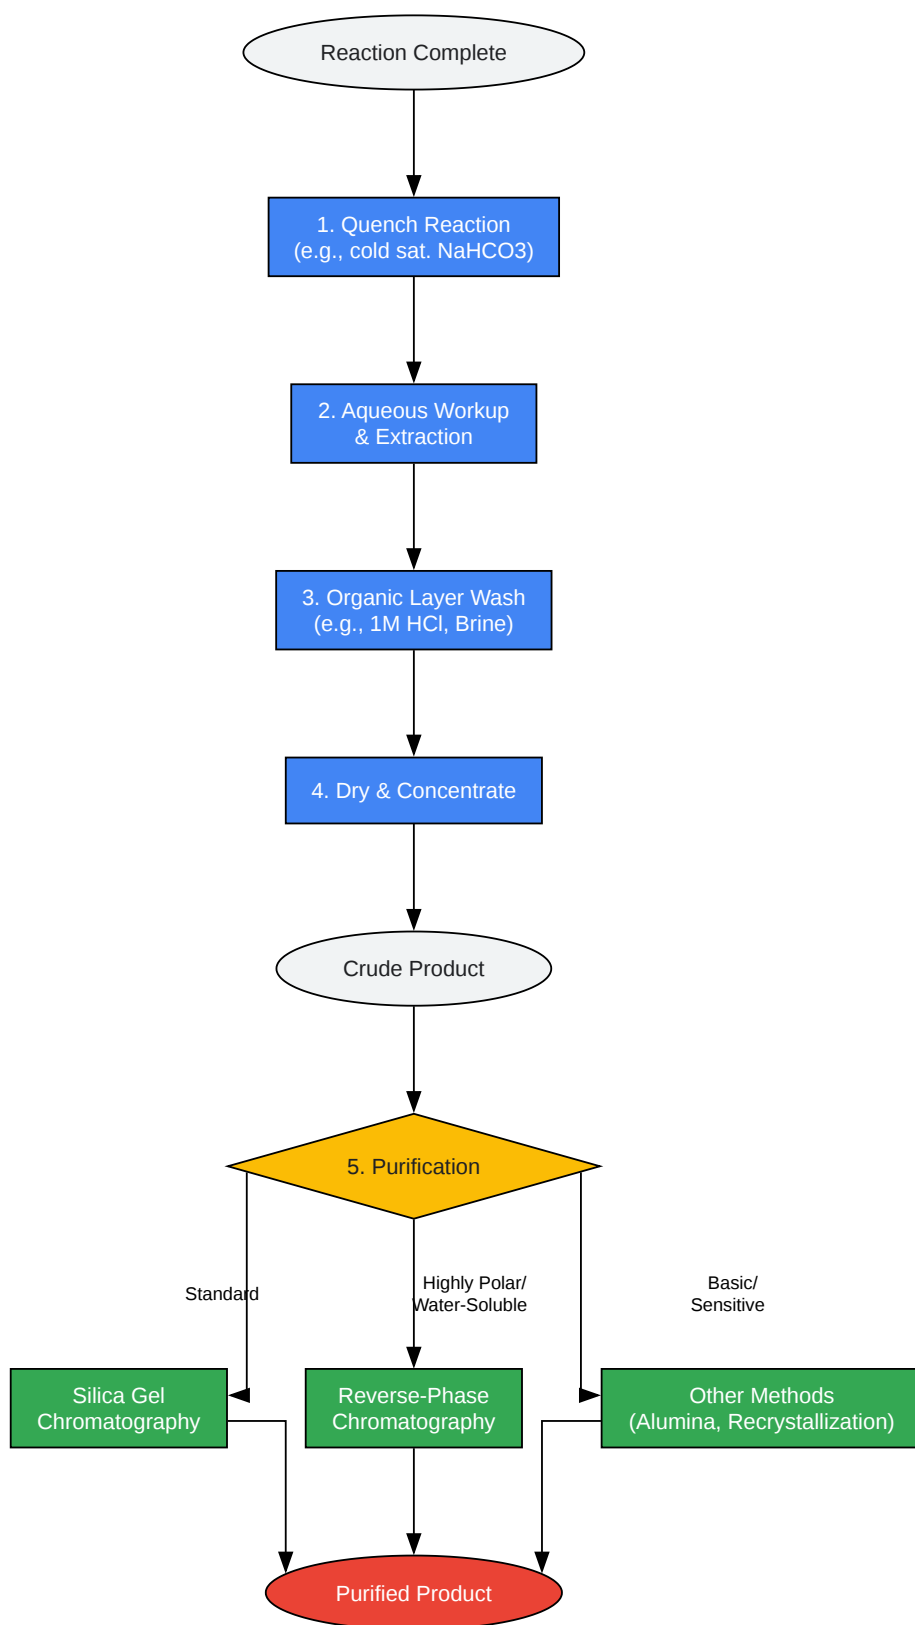 Reaction Complete
1. Quench Reaction
(e.g., cold sat. NaHCO3)
2. Aqueous Workup
& Extraction
3. Organic Layer Wash
(e.g., 1M HCl, Brine)
4. Dry & Concentrate
Crude Product
5. Purification
Standard
Highly Polar/
Water-Soluble
Basic/
Sensitive
Silica Gel
Chromatography
Reverse-Phase
Chromatography
Other Methods
(Alumina, Recrystallization)
Purified Product